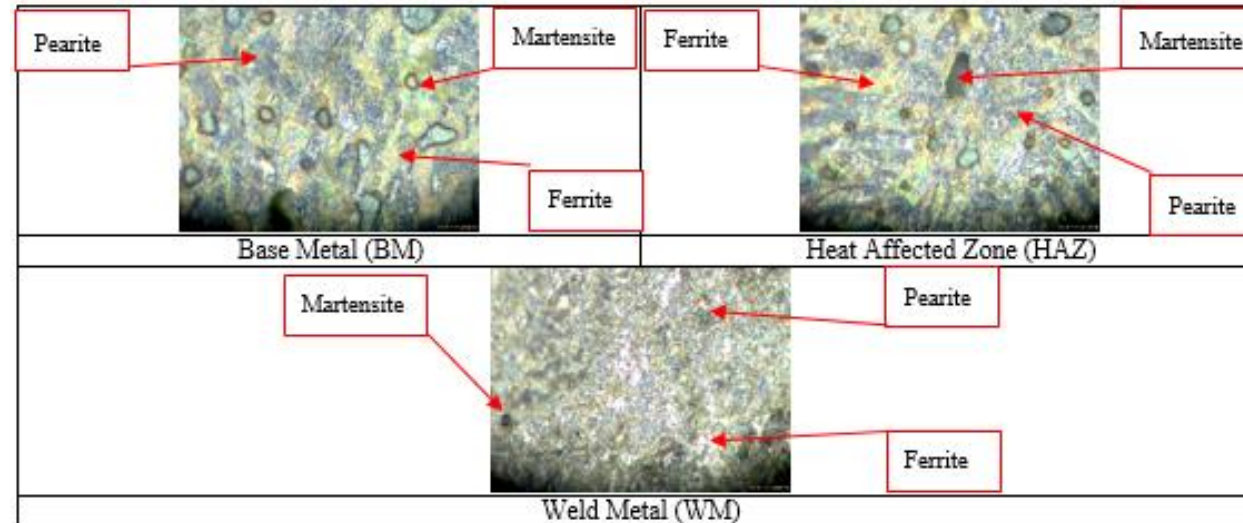 Pearite
Martensite
Ferrite
Base Metal (BM)
Ferrite
Martensite
Pearite
Heat Affected Zone (HAZ)
Martensite
Pearite
Ferrite
Weld Metal (WM)